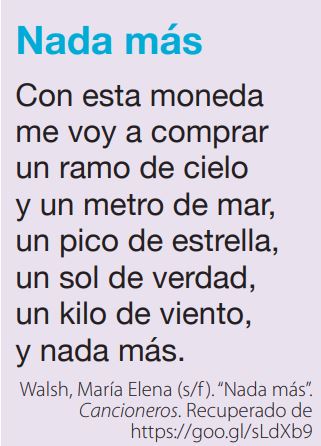 Nada más
Con esta moneda
me voy a comprar
un ramo de cielo
y un metro de mar,
un pico de estrella,
un sol de verdad,
un kilo de viento,
y nada más.
Walsh, María Elena (s/f). “Nada más”.
Cancioneros. Recuperado de
https://goo.gl/sLdXb9